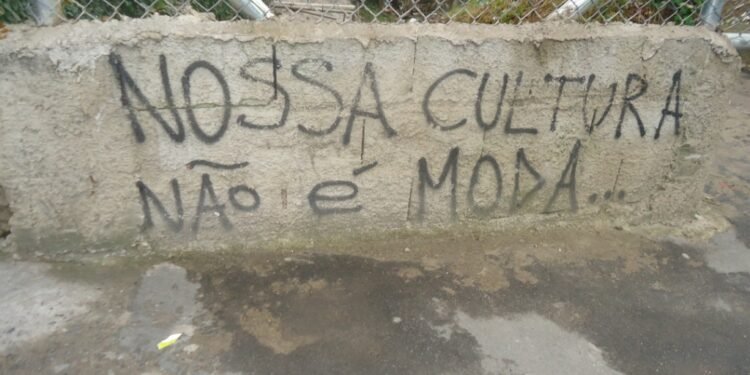 NOSSA CULTURA
NÃO é MODA...